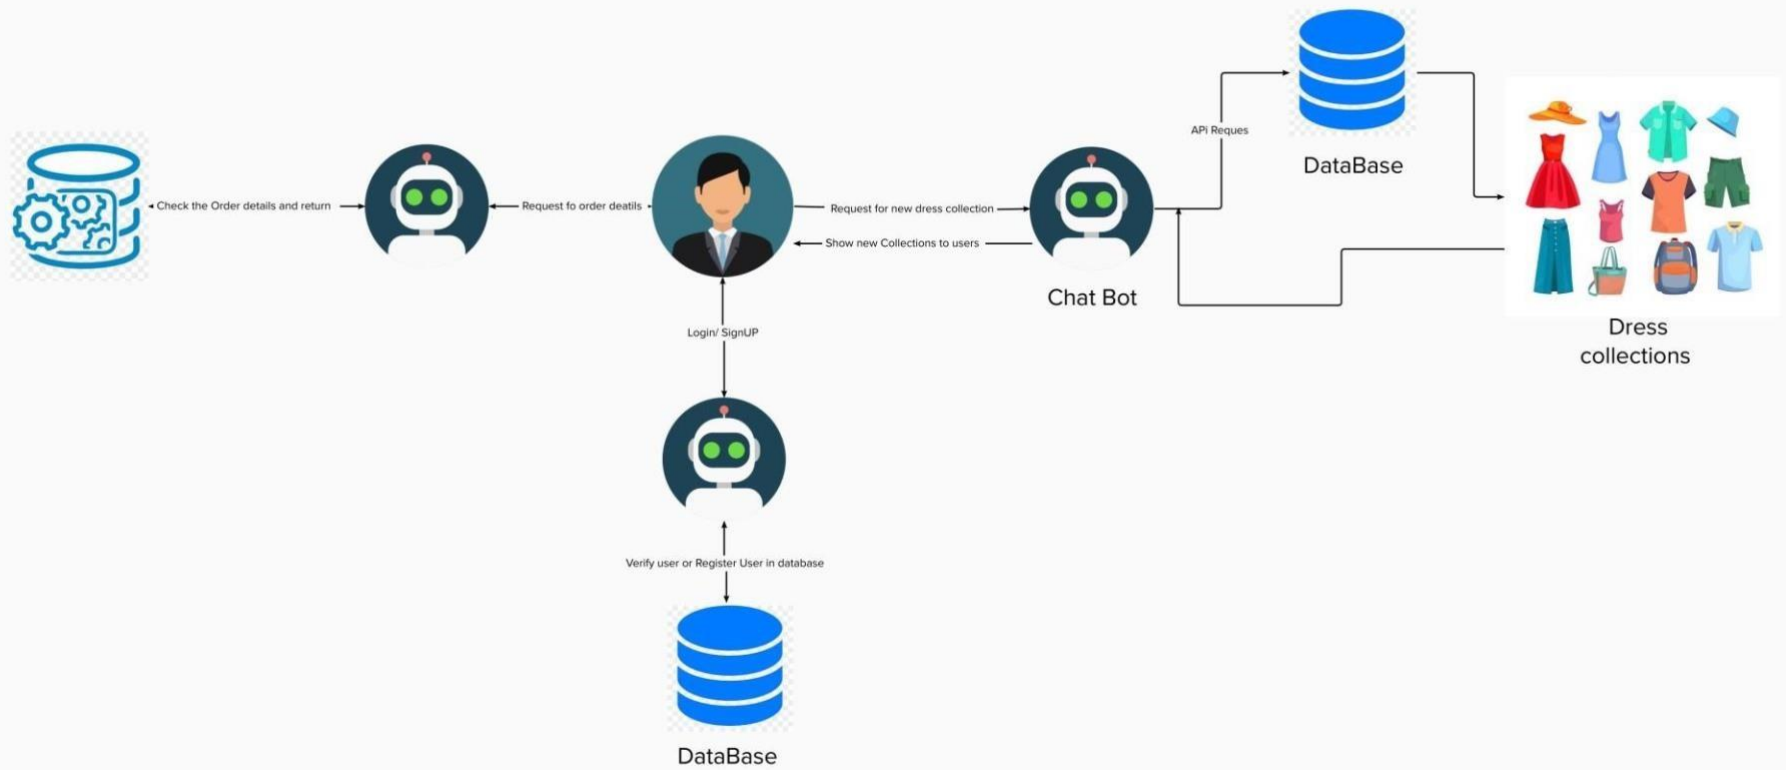 APi Reques
DataBase
Check the Order details and return
Request fo order deatils
Request for new dress collection
Show new Collections to users
Chat Bot
Dress
collections
Login/ SignUP
Verify user or Register User in database
DataBase